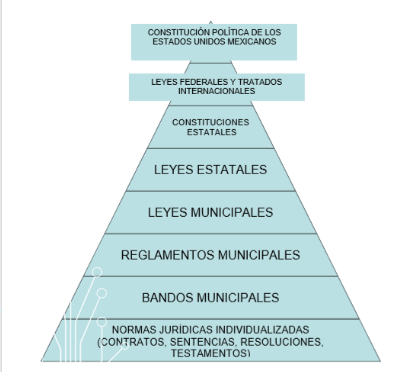 CONSTITUCIÓN POLÍTICA DE LOS
ESTADOS UNIDOS MEXICANOS
LEYES FEDERALES Y TRATADOS
INTERNACIONALES
CONSTITUCIONES
ESTATALES
LEYES ESTATALES
LEYES MUNICIPALES
REGLAMENTOS MUNICIPALES
BANDOS MUNICIPALES
NORMAS JURÍDICAS INDIVIDUALIZADAS
(CONTRATOS, SENTENCIAS, RESOLUCIONES,
TESTAMENTOS)